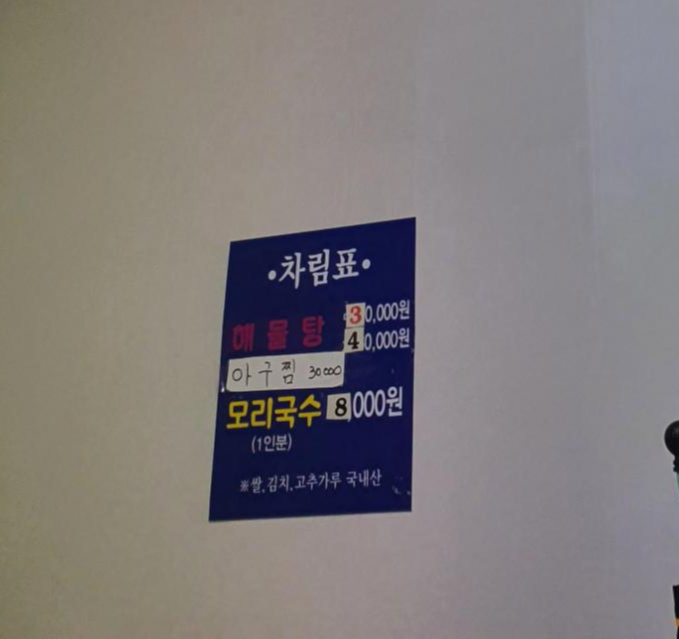 •차림표•
해물탕 30,000원
40,000원
아구찜 30000
모리국수 8,000원
(1인분)
※쌀,김치,고추가루 국내산